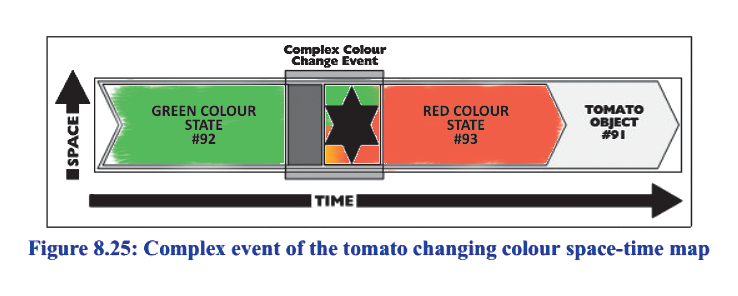 Complex Colour
Change Event
GREEN COLOUR
STATE
#92
RED COLOUR
STATE
#93
TOMATO
OBJECT
#91
SPACE
TIME
Figure 8.25: Complex event of the tomato changing colour space-time map